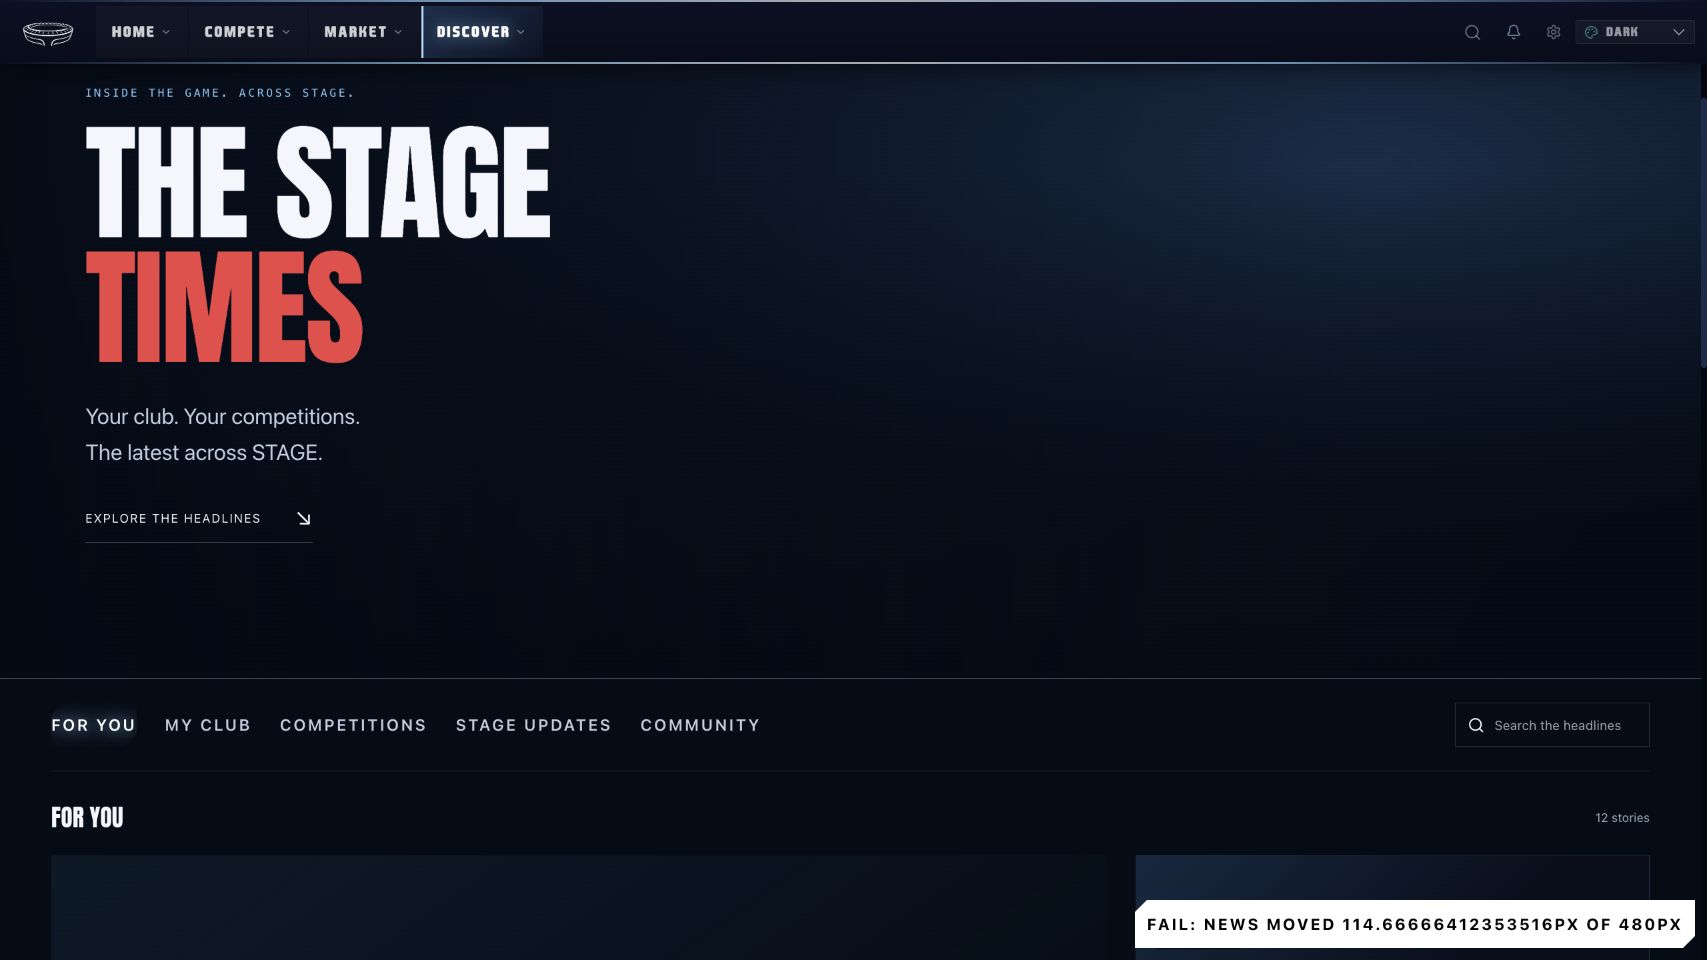 HOME
COMPETE
MARKET
DISCOVER
DARK
INSIDE THE GAME. ACROSS STAGE.
THE STAGE
TIMES
Your club. Your competitions.
The latest across STAGE.
EXPLORE THE HEADLINES
FOR YOU
MY CLUB
COMPETITIONS
STAGE UPDATES
COMMUNITY
Search the headlines
FOR YOU
12 stories
FAIL: NEWS MOVED 114.66666412353516PX OF 480PX